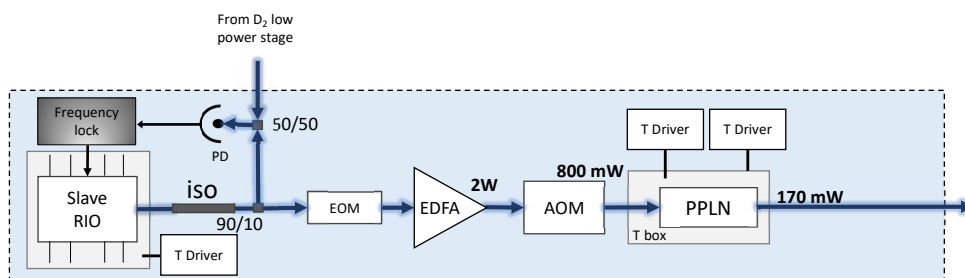 From D₂ low
power stage
Frequency
lock
50/50
PD
T Driver
T Driver
Slave
RIO
iso
90/10
EOM
EDFA
2W
AOM
800 mW
PPLN
170 mW
T box
T Driver